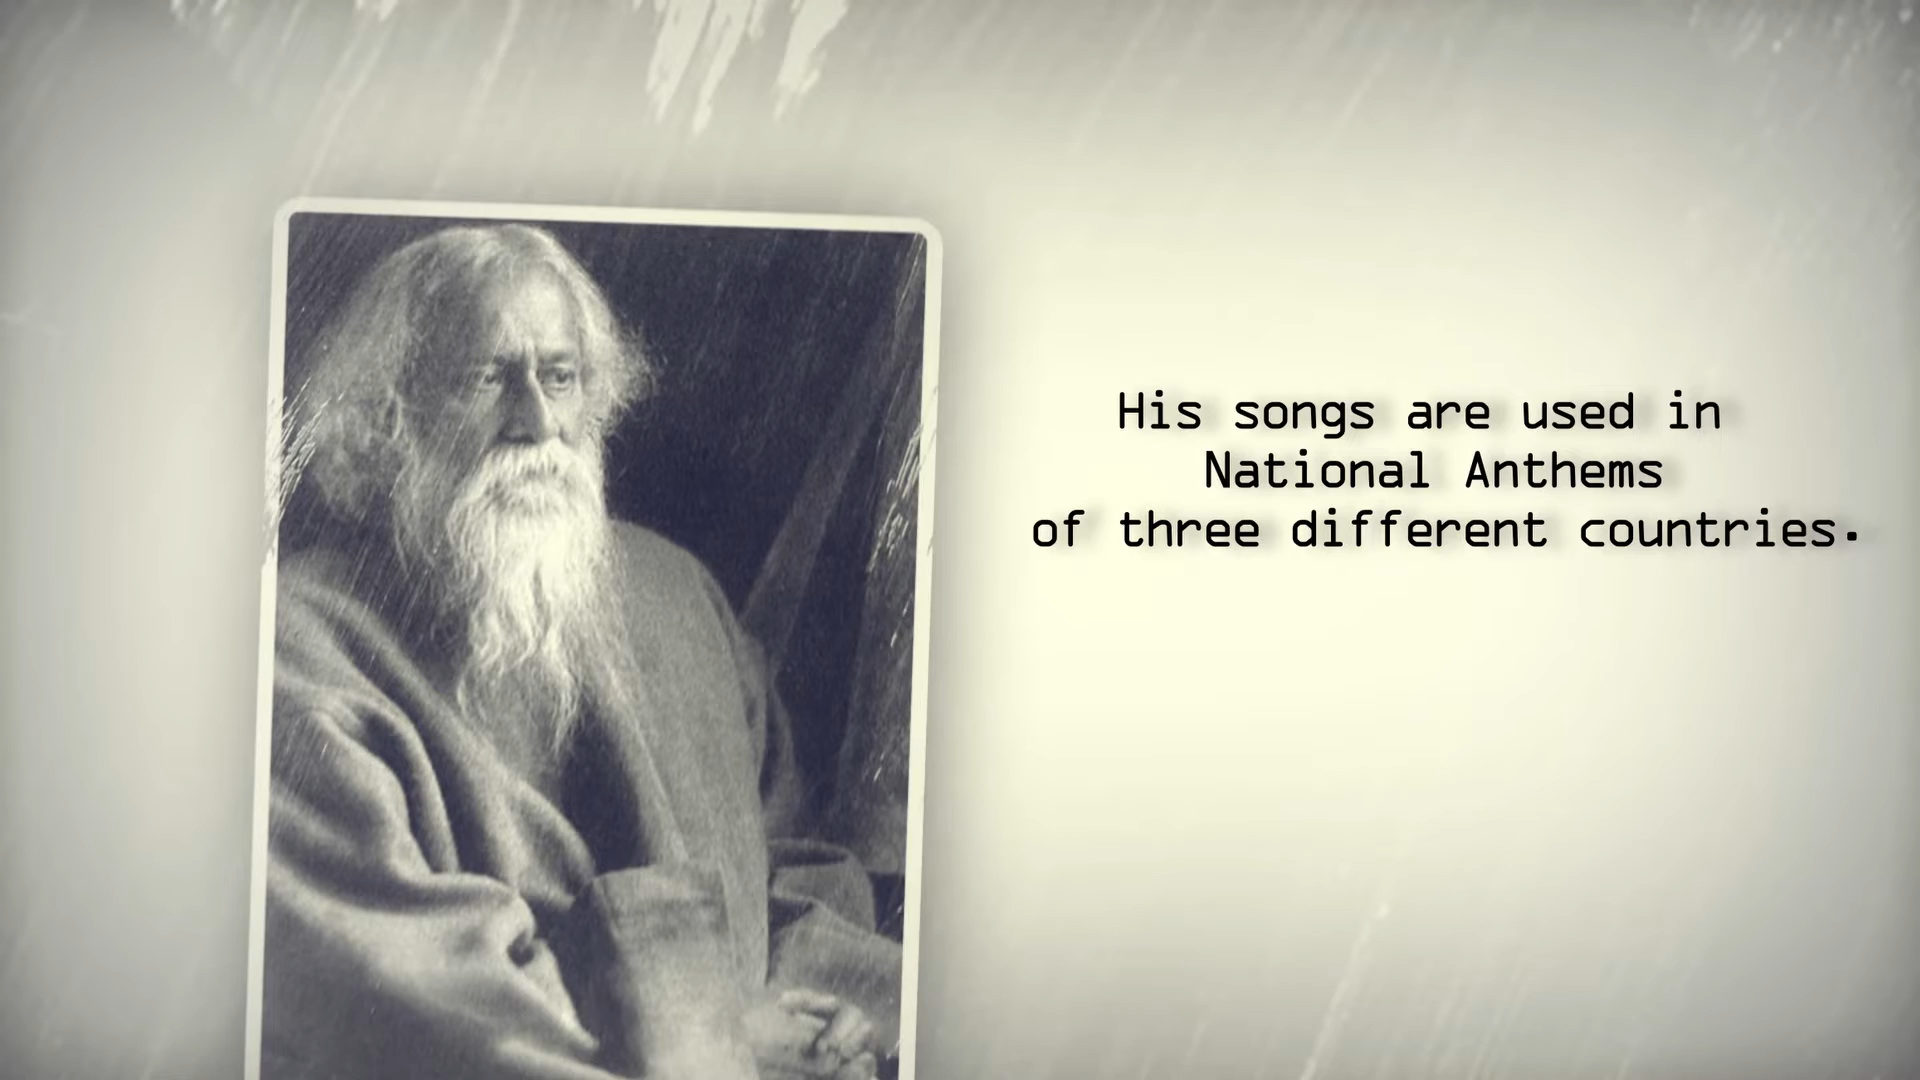 His songs are used in
National Anthems
of three different countries.